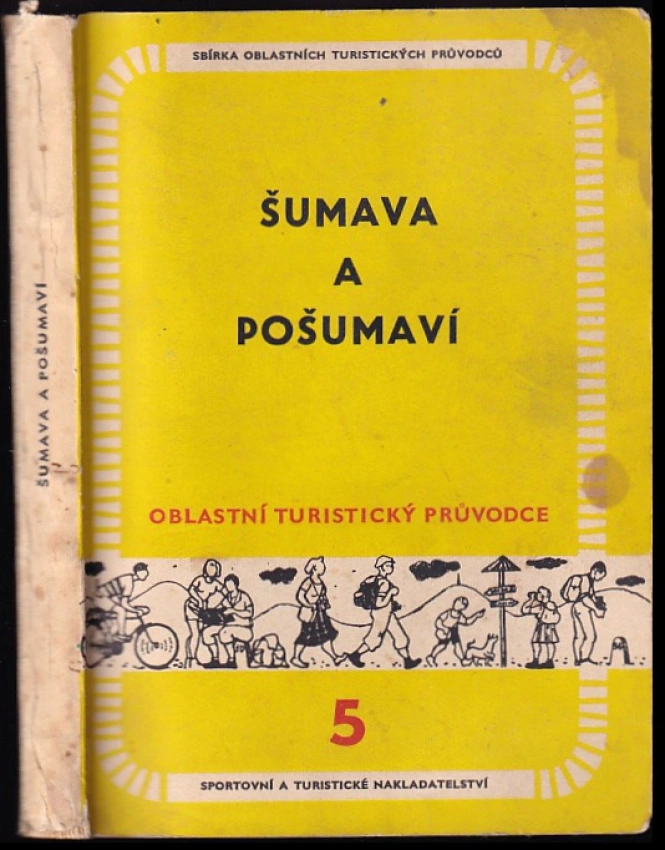 ŠUMAVA A POŠUMAVÍ
SBÍRKA OBLASTNÍCH TURISTICKÝCH PRŮVODCŮ
ŠUMAVA
A
POŠUMAVÍ
OBLASTNÍ TURISTICKÝ PRŮVODCE
5
SPORTOVNÍ A TURISTICKÉ NAKLADATELSTVÍ